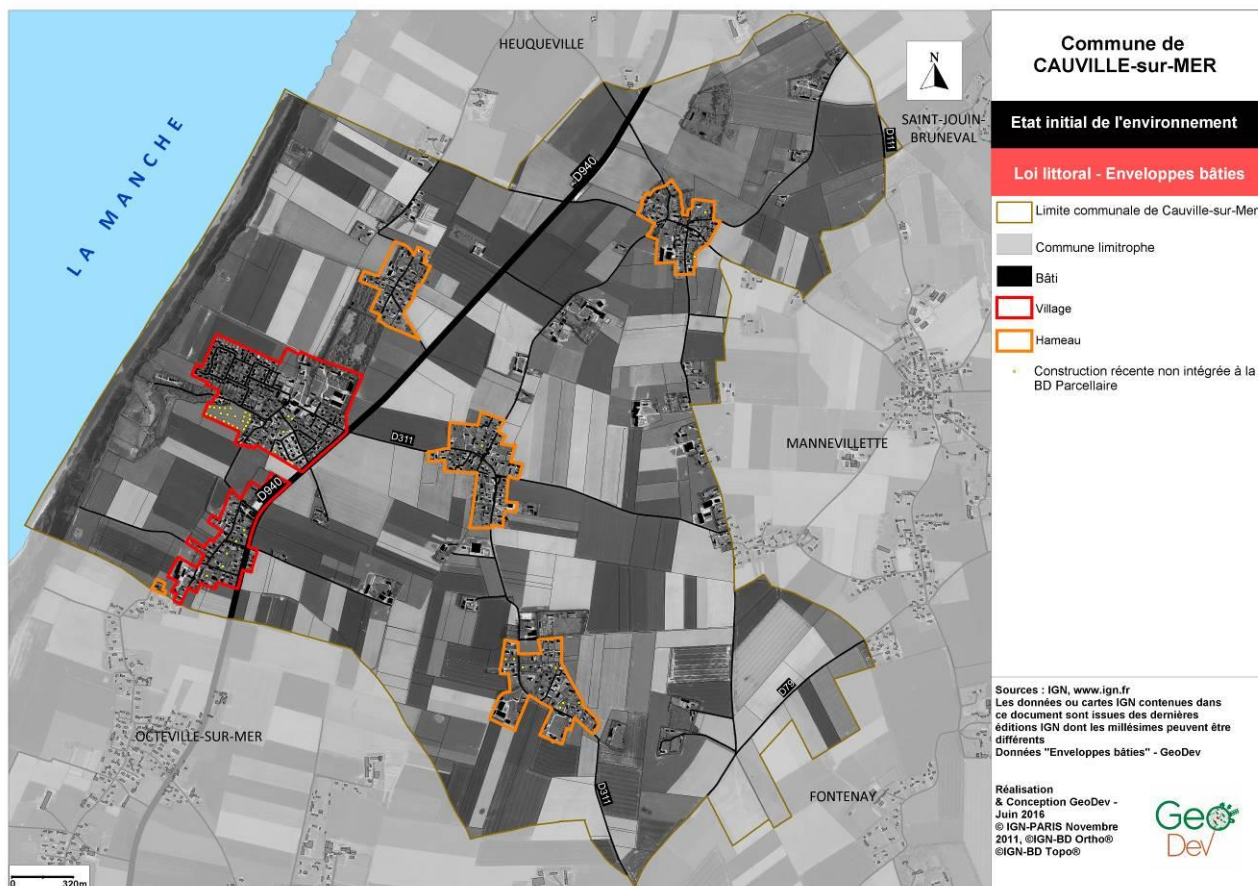 HEUQUEVILLE
N
SAINT-JOUIN-
BRUNEVAL
LA MANCHE
D940
D111
D311
MANNEVILLETTE
D940
OCTEVILLE-SUR-MER
D79
FONTENAY
D311
0 320m
Commune de
CAUVILLE-sur-MER
Etat initial de l'environnement
Loi littoral - Enveloppes bâties
Limite communale de Cauville-sur-Mer
Commune limitrophe
Bâti
Village
Hameau
Construction récente non intégrée à la
BD Parcellaire
Sources : IGN, www.ign.fr
Les données ou cartes IGN contenues dans
ce document sont issues des dernières
éditions IGN dont les millésimes peuvent être
différents
Données "Enveloppes bâties" - GeoDev
Réalisation
& Conception GeoDev -
Juin 2016
© IGN-PARIS Novembre
2011, ©IGN-BD Ortho®
©IGN-BD Topo®
Geo
Dev